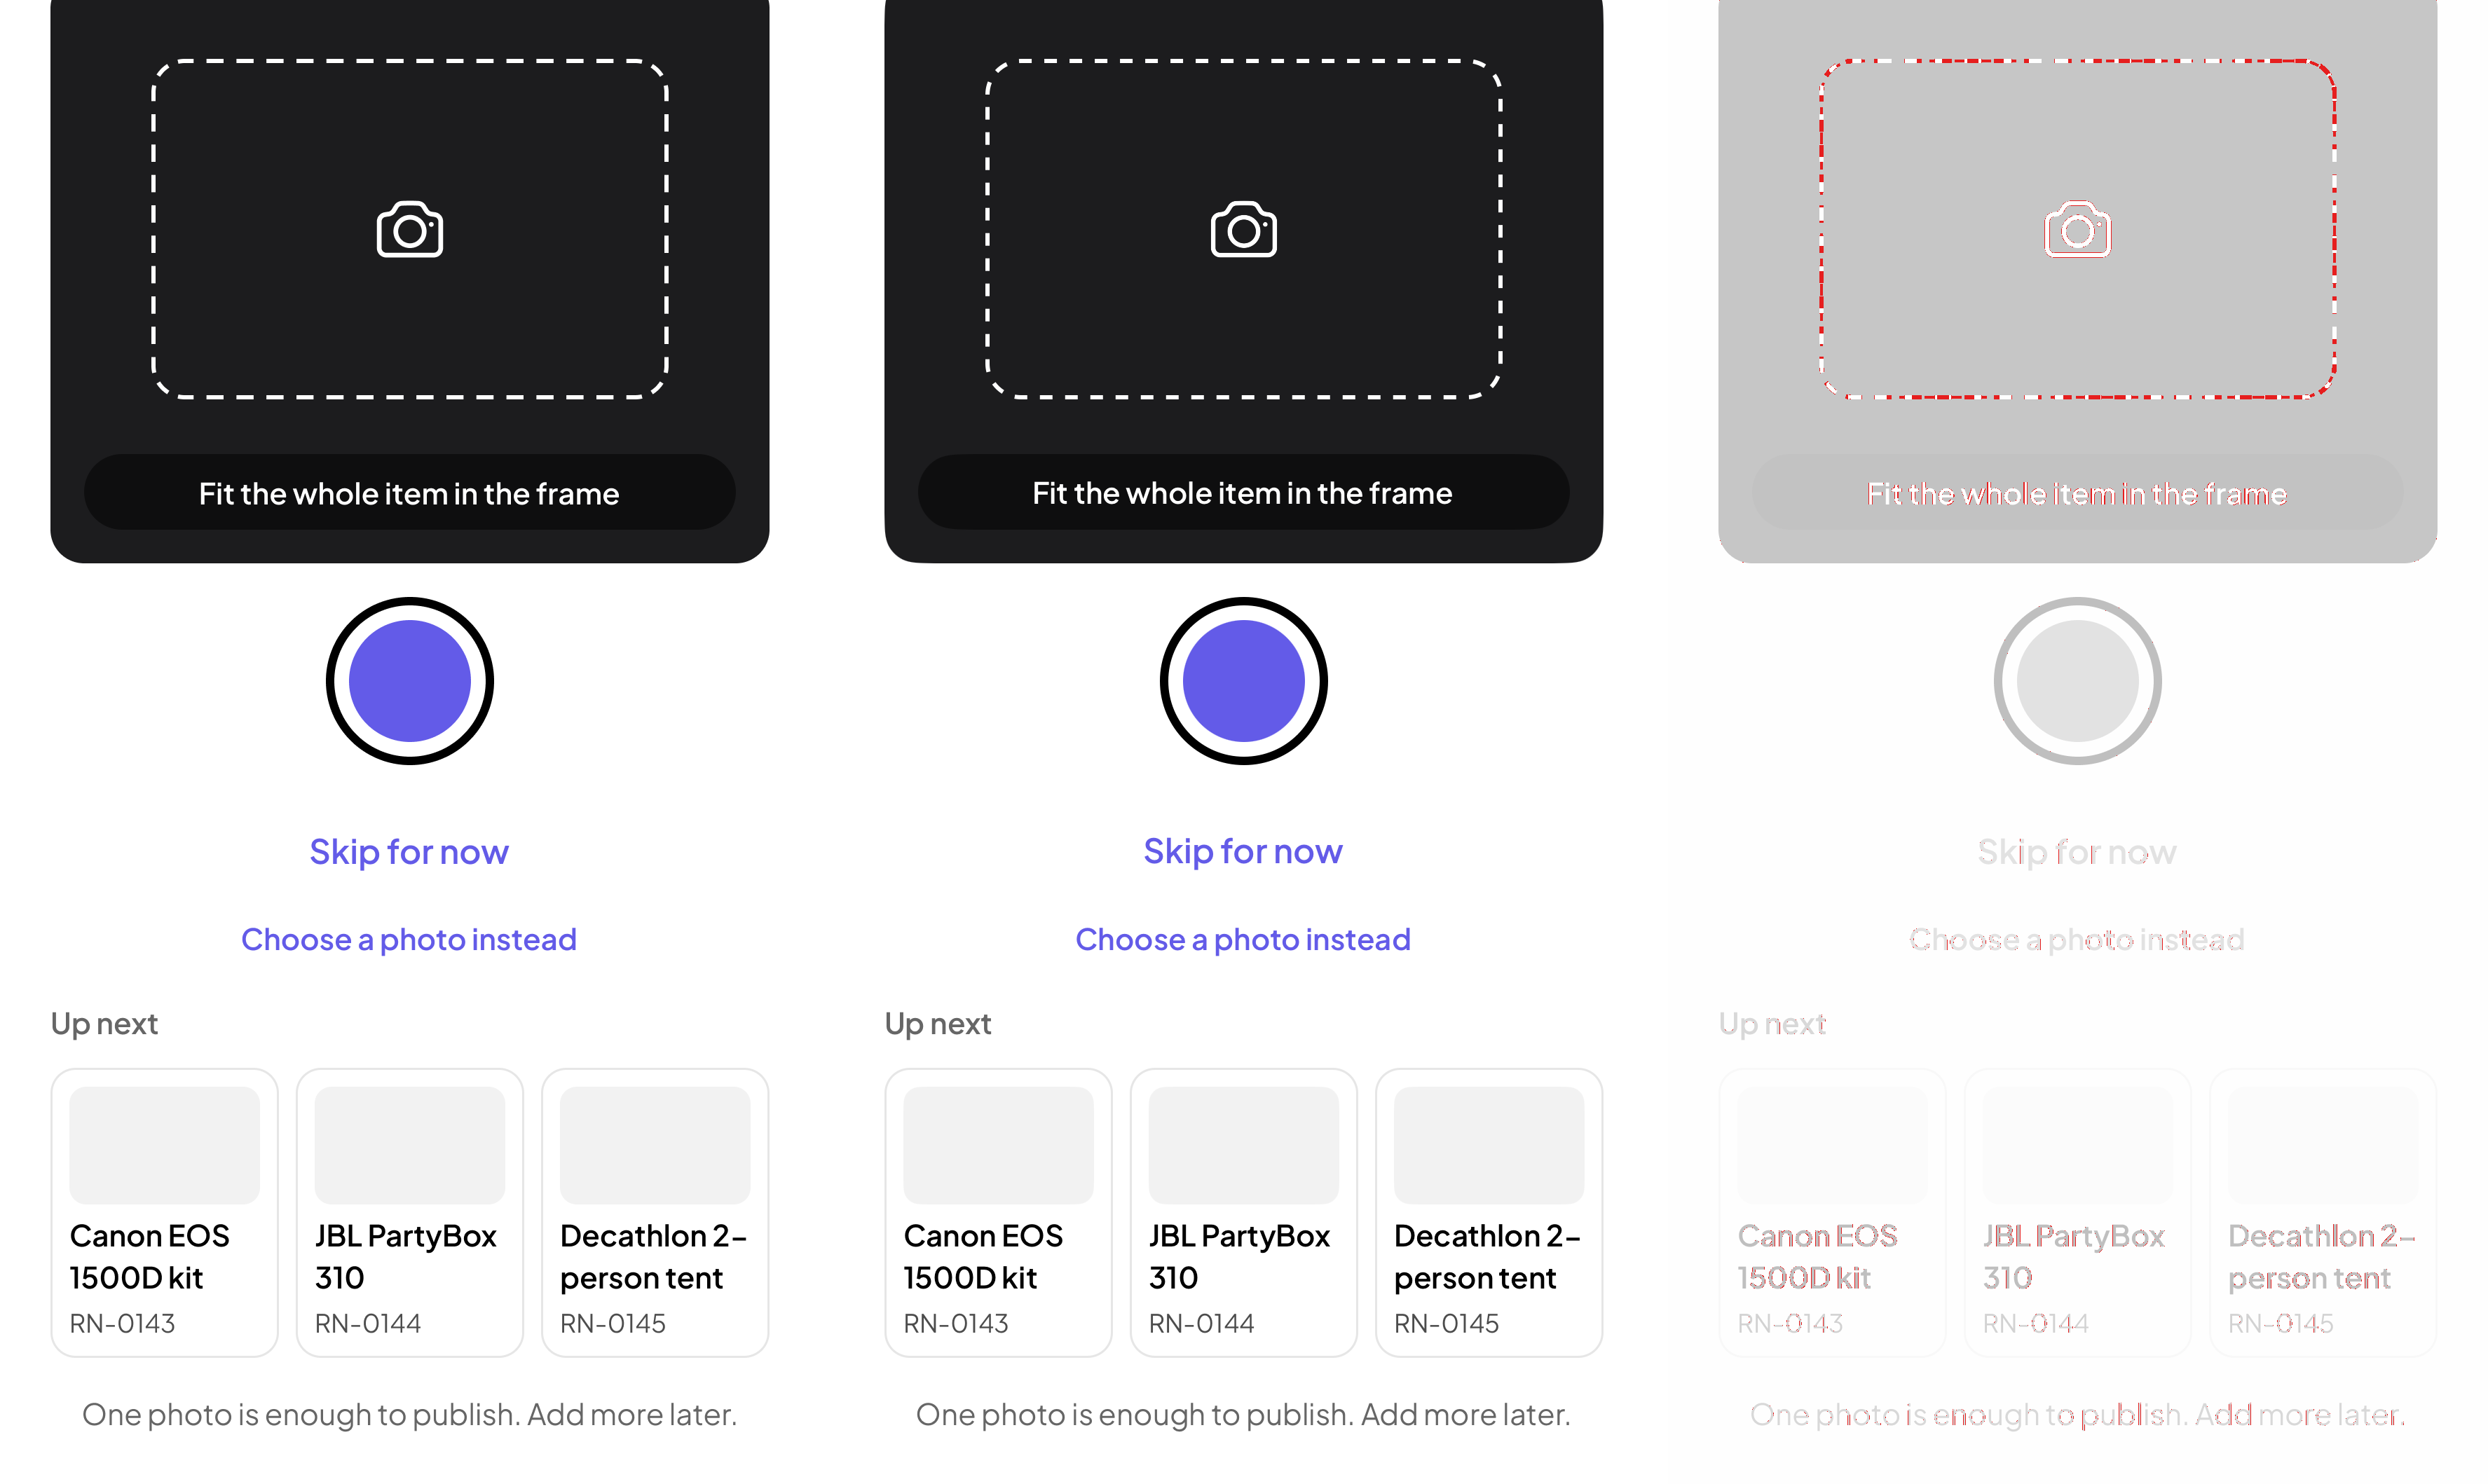 Fit the whole item in the frame
Skip for now
Choose a photo instead
Up next
Canon EOS
1500D kit
RN-0143
JBL PartyBox
310
RN-0144
Decathlon 2-
person tent
RN-0145
One photo is enough to publish. Add more later.
Fit the whole item in the frame
Skip for now
Choose a photo instead
Up next
Canon EOS
1500D kit
RN-0143
JBL PartyBox
310
RN-0144
Decathlon 2-
person tent
RN-0145
One photo is enough to publish. Add more later.
Fit the whole item in the frame
Skip for now
Choose a photo instead
Up next
Canon EOS
1500D kit
RN-0143
JBL PartyBox
310
RN-0144
Decathlon 2-
person tent
RN-0145
One photo is enough to publish. Add more later.